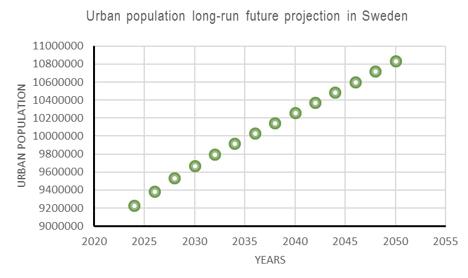 Urban population long-run future projection in Sweden
11000000
10800000
10600000
10400000
10200000
10000000
9800000
9600000
9400000
9200000
9000000
URBAN POPULATION
2020 2025 2030 2035 2040 2045 2050 2055
YEARS